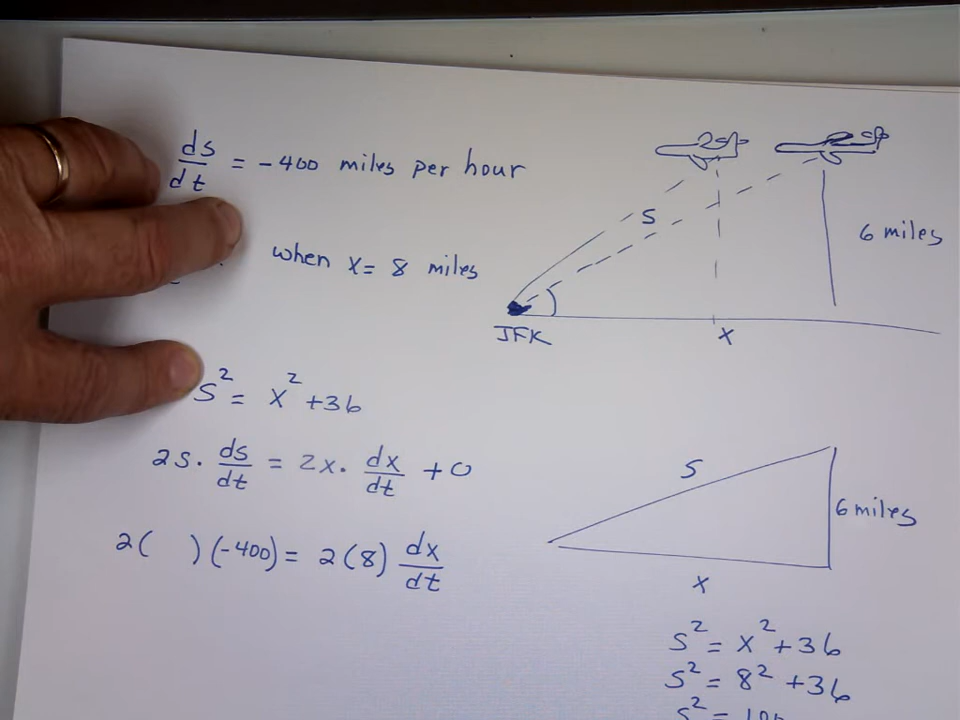 ds/dt = -400 miles per hour
when x = 8 miles
s² = x² + 36
2s · ds/dt = 2x · dx/dt + 0
2( )(-400) = 2(8) dx/dt
s
6 miles
JFK
x
s
6 miles
x
s² = x² + 36
s² = 8² + 36
s² =